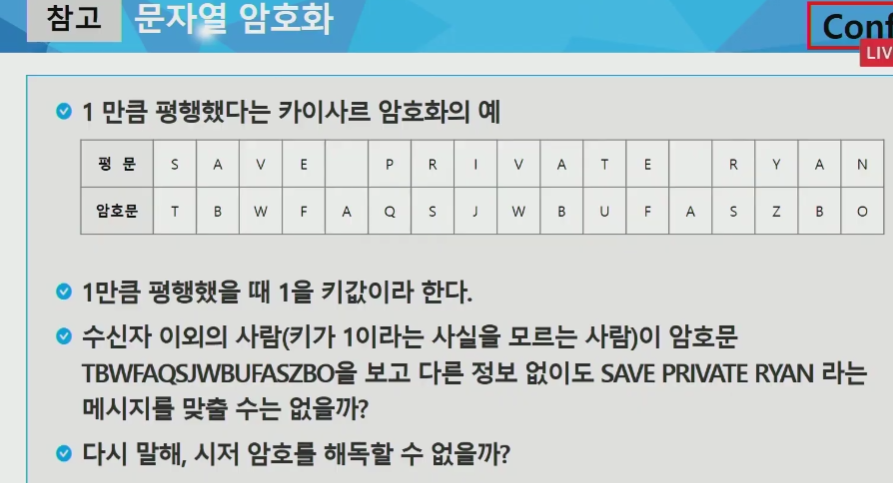 참고 문자열 암호화
Conf
LIV
1 만큼 평행했다는 카이사르 암호화의 예
평 문 S A V E P R I V A T E R Y A N
암호문 T B W F A Q S J W B U F A S Z B O
1만큼 평행했을 때 1을 키값이라 한다.
수신자 이외의 사람(키가 1이라는 사실을 모르는 사람)이 암호문
TBWFAQSJWBUFASZBO을 보고 다른 정보 없이도 SAVE PRIVATE RYAN 라는
메시지를 맞출 수는 없을까?
다시 말해, 시저 암호를 해독할 수 없을까?